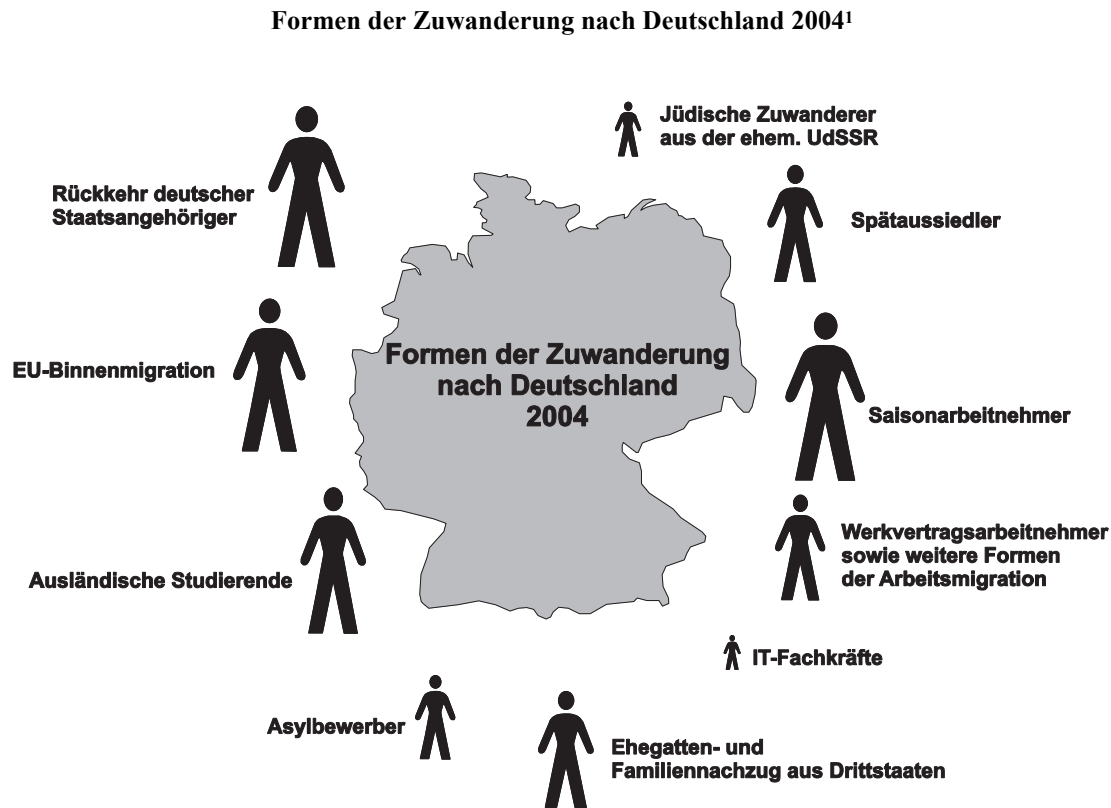 Formen der Zuwanderung nach Deutschland 2004¹
Jüdische Zuwanderer
aus der ehem. UdSSR
Rückkehr deutscher
Staatsangehöriger
Spätaussiedler
EU-Binnenmigration
Formen der Zuwanderung
nach Deutschland
2004
Saisonarbeitnehmer
Werkvertragsarbeitnehmer
sowie weitere Formen
der Arbeitsmigration
Ausländische Studierende
IT-Fachkräfte
Asylbewerber
Ehegatten- und
Familiennachzug aus Drittstaaten